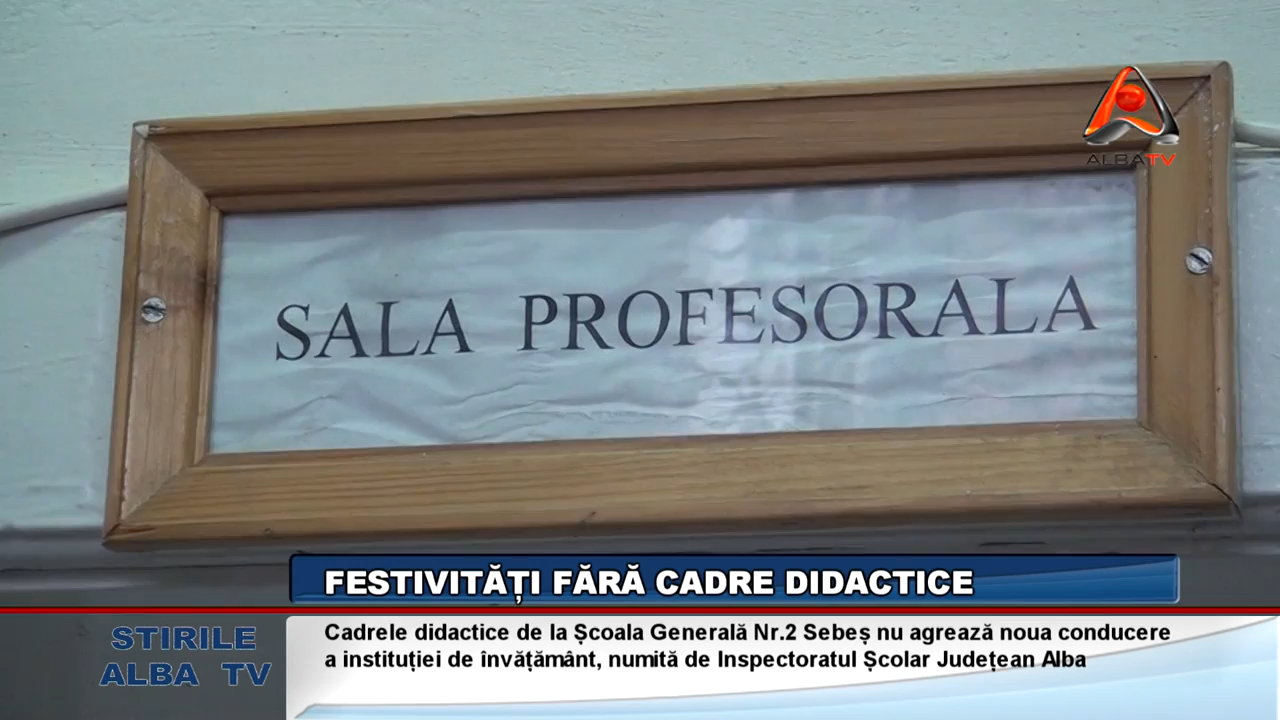 ALBATV
SALA PROFESORALA
FESTIVITĂȚI FĂRĂ CADRE DIDACTICE
STIRILE
ALBA TV
Cadrele didactice de la Școala Generală Nr.2 Sebeș nu agrează noua conducere
a instituției de învățământ, numită de Inspectoratul Școlar Județean Alba